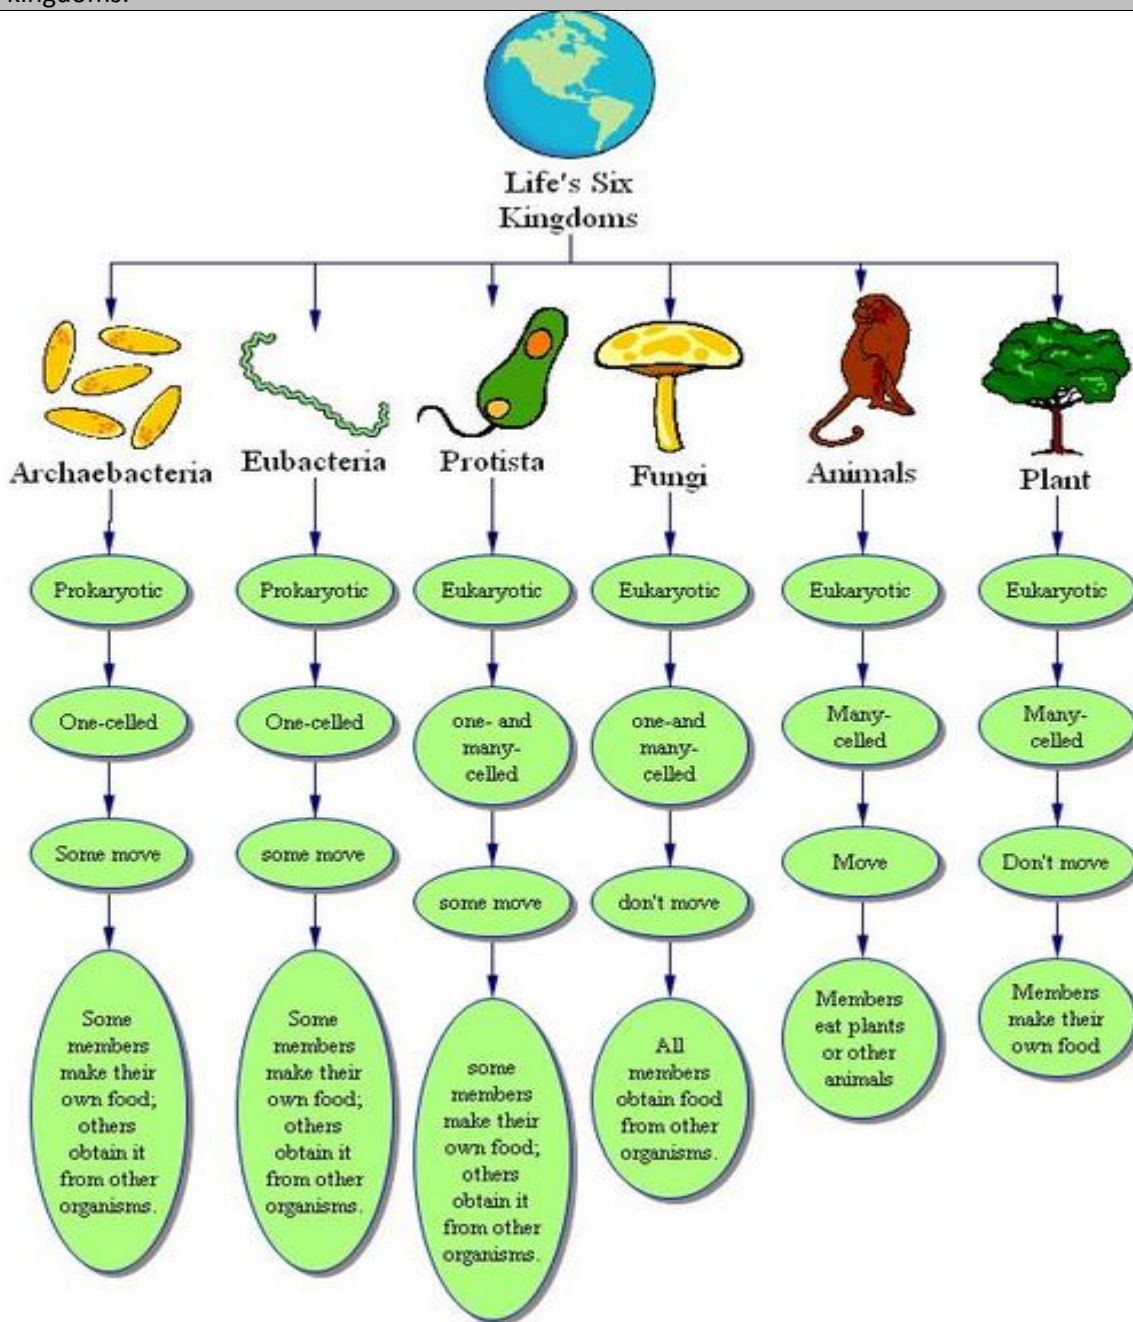 kingdoms.
Life's Six
Kingdoms
Archaebacteria
Eubacteria
Protista
Fungi
Animals
Plant
Prokaryotic
Prokaryotic
Eukaryotic
Eukaryotic
Eukaryotic
Eukaryotic
One-celled
One-celled
one- and
many-
celled
one-and
many-
celled
Many-
celled
Many-
celled
Some move
some move
some move
don't move
Move
Don't move
Some
members
make their
own food;
others
obtain it
from other
organisms.
Some
members
make their
own food;
others
obtain it
from other
organisms.
some
members
make their
own food;
others
obtain it
from other
organisms.
All
members
obtain food
from other
organisms.
Members
eat plants
or other
animals
Members
make their
own food